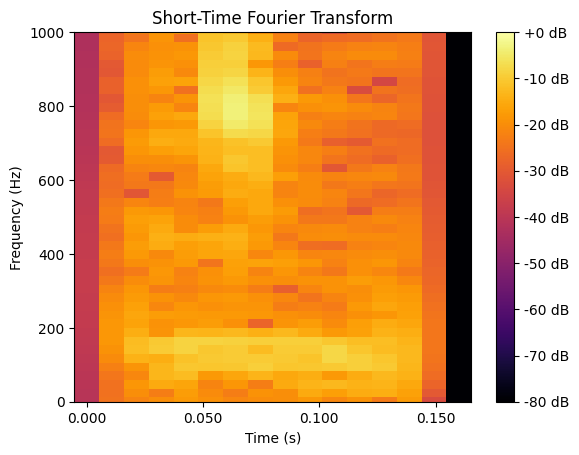 Short-Time Fourier Transform
Frequency (Hz)
1000
800
600
400
200
0
0.000
0.050
0.100
0.150
Time (s)
+0 dB
-10 dB
-20 dB
-30 dB
-40 dB
-50 dB
-60 dB
-70 dB
-80 dB